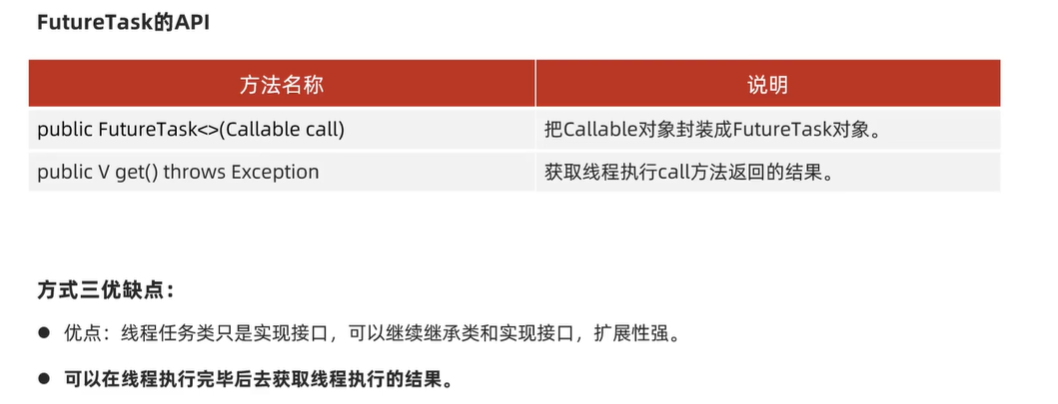 FutureTask的API
方法名称 说明
public FutureTask<>(Callable call) 把Callable对象封装成FutureTask对象。
public V get() throws Exception 获取线程执行call方法返回的结果。
方式三优缺点：
● 优点：线程任务类只是实现接口，可以继续继承类和实现接口，扩展性强。
● 可以在线程执行完毕后去获取线程执行的结果。